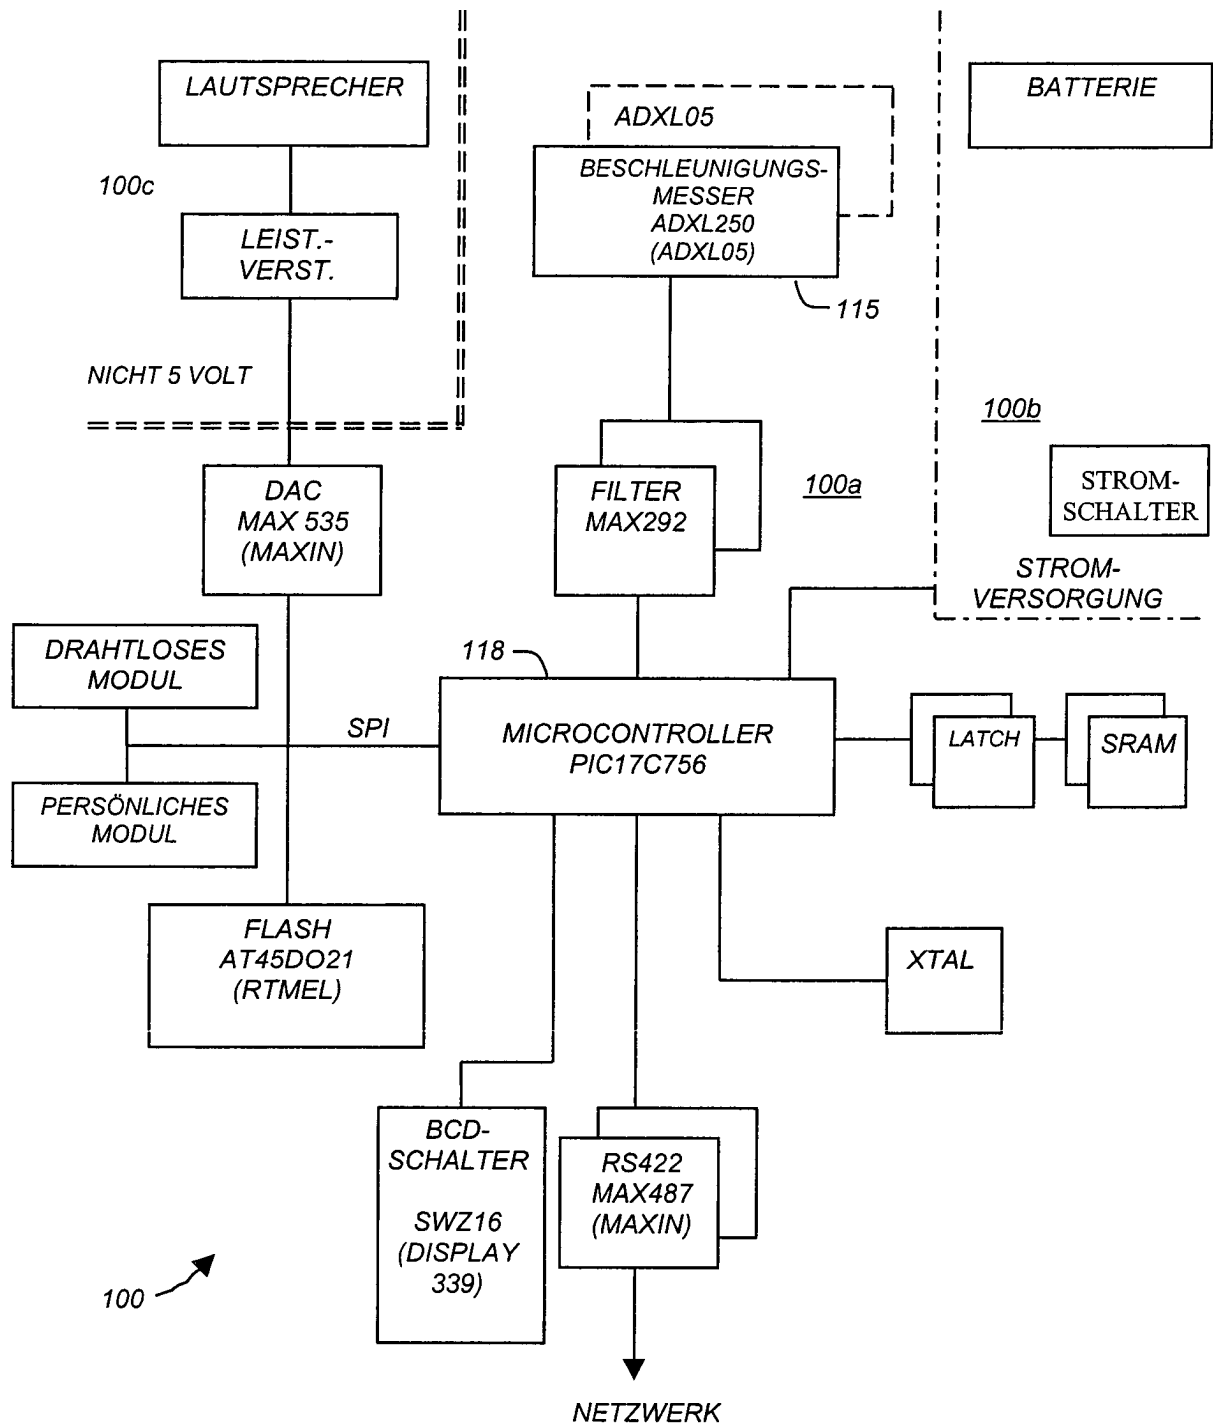 LAUTSPRECHER
100c
LEIST.-
VERST.
NICHT 5 VOLT
ADXL05
BESCHLEUNIGUNGS-
MESSER
ADXL250
(ADXL05)
115
BATTERIE
100b
STROM-
SCHALTER
STROM-
VERSORGUNG
DAC
MAX 535
(MAXIN)
FILTER
MAX292
100a
DRAHTLOSES
MODUL
SPI
118
MICROCONTROLLER
PIC17C756
LATCH
SRAM
PERSÖNLICHES
MODUL
FLASH
AT45DO21
(RTMEL)
XTAL
BCD-
SCHALTER
SWZ16
(DISPLAY
339)
RS422
MAX487
(MAXIN)
100
NETZWERK